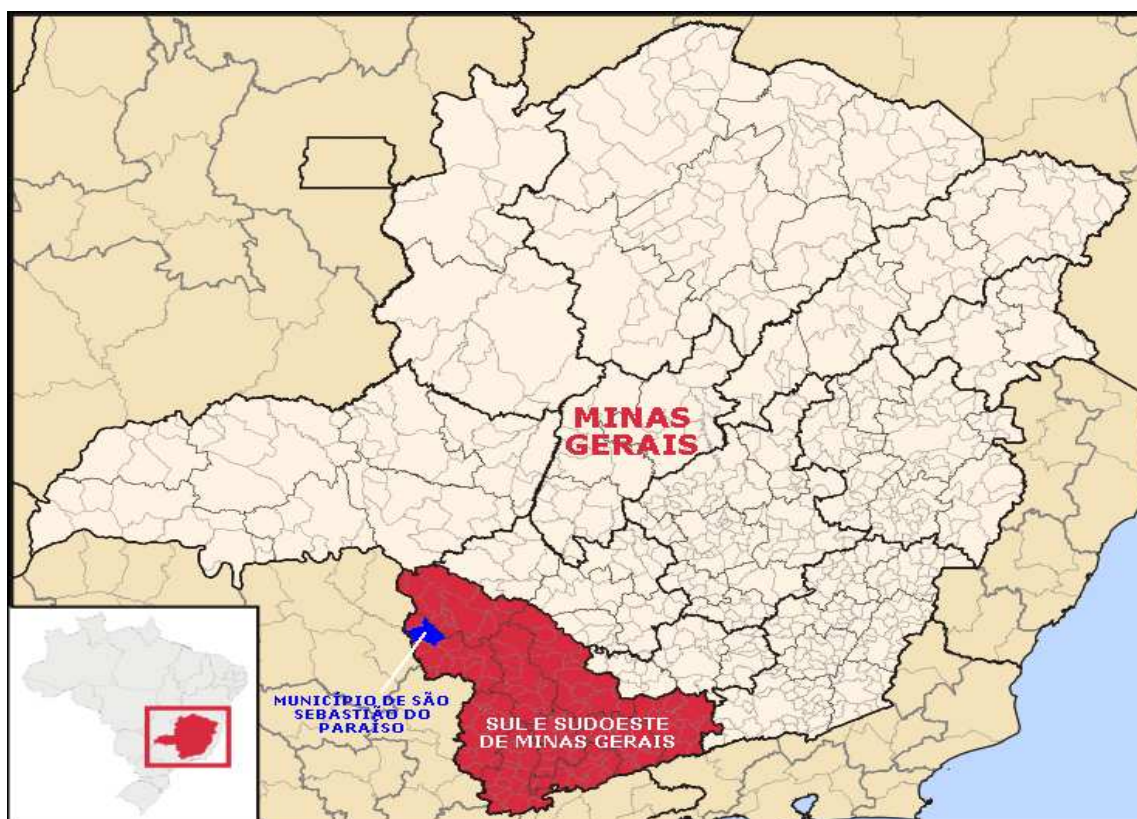 MINAS
GERAIS
MUNICÍPIO DE SÃO
SEBASTIÃO DO
PARAÍSO
SUL E SUDOESTE
DE MINAS GERAIS